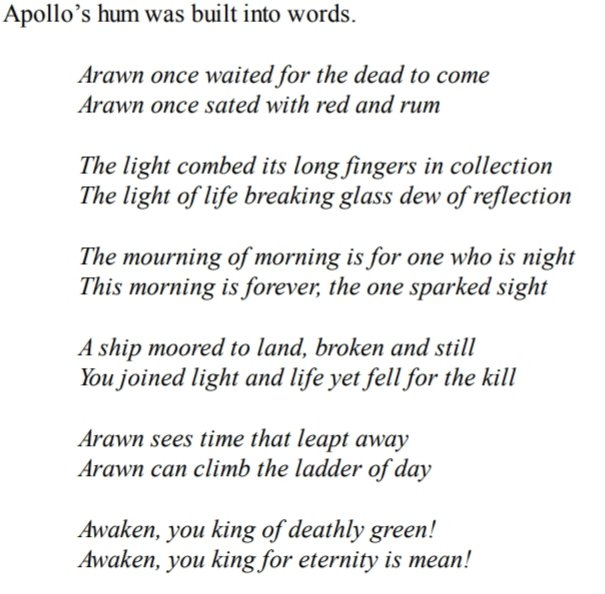 Apollo’s hum was built into words.
Arawn once waited for the dead to come
Arawn once sated with red and rum
The light combed its long fingers in collection
The light of life breaking glass dew of reflection
The mourning of morning is for one who is night
This morning is forever, the one sparked sight
A ship moored to land, broken and still
You joined light and life yet fell for the kill
Arawn sees time that leapt away
Arawn can climb the ladder of day
Awaken, you king of deathly green!
Awaken, you king for eternity is mean!